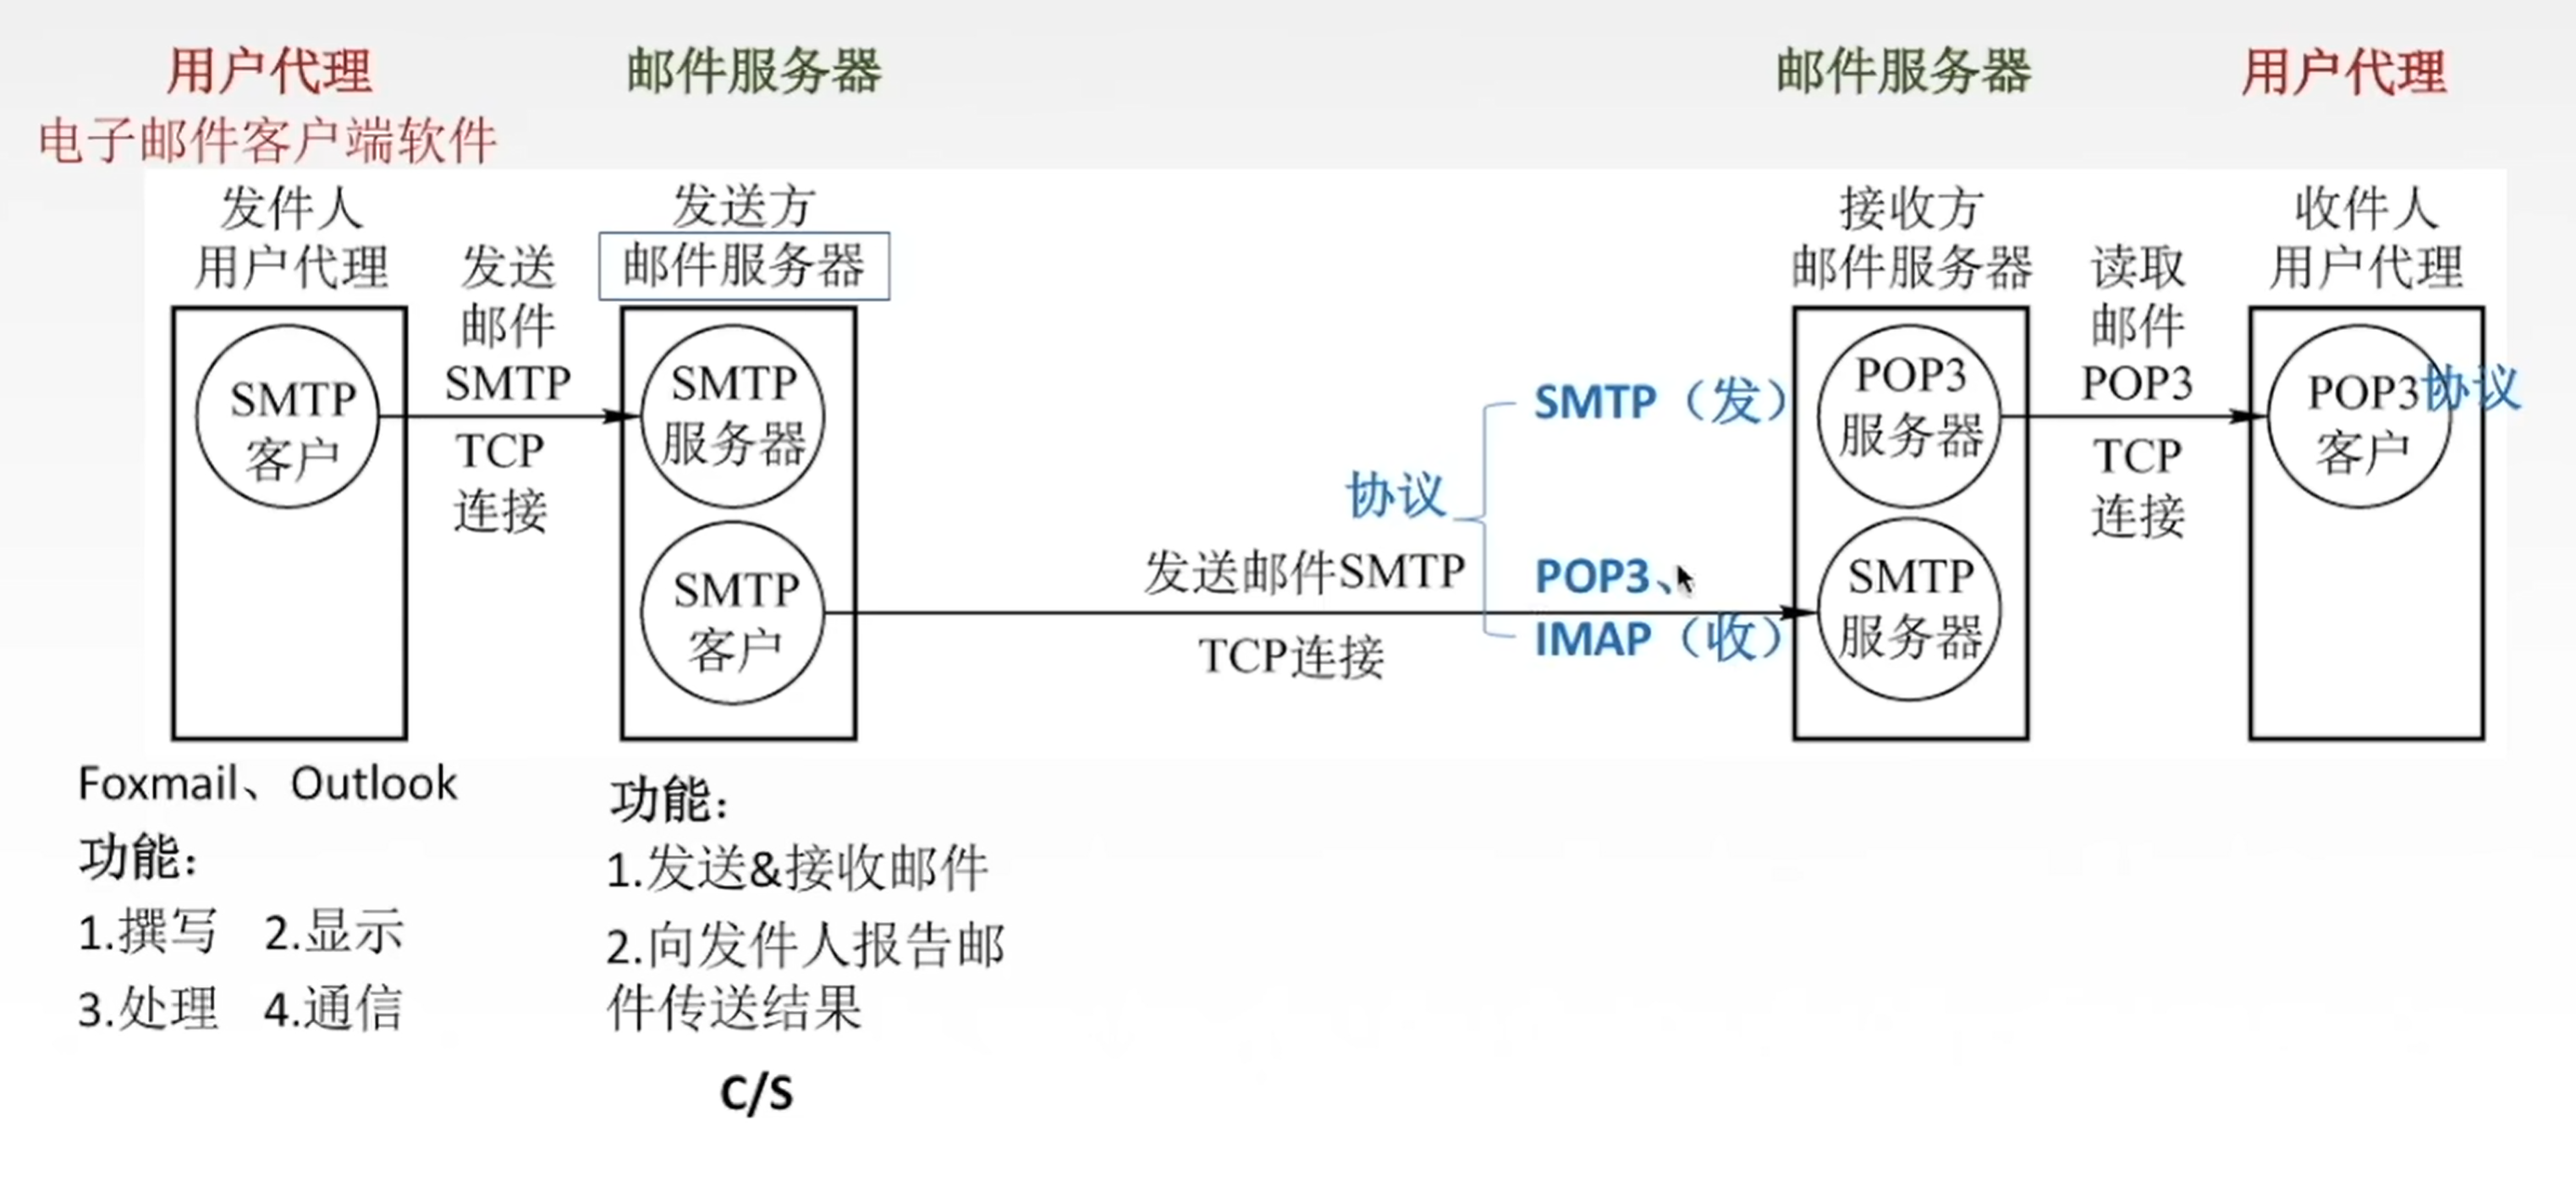 用户代理
电子邮件客户端软件
邮件服务器
邮件服务器
用户代理
发件人
用户代理
发送
邮件
SMTP
TCP
连接
发送方
邮件服务器
SMTP
客户
SMTP
服务器
SMTP
客户
发送邮件SMTP
TCP连接
协议
SMTP（发）
POP3、
IMAP（收）
接收方
邮件服务器
POP3
服务器
SMTP
服务器
读取
邮件
POP3
TCP
连接
收件人
用户代理
POP3
客户
协议
Foxmail、Outlook
功能：
1.撰写 2.显示
3.处理 4.通信
功能：
1.发送&接收邮件
2.向发件人报告邮
件传送结果
C/S